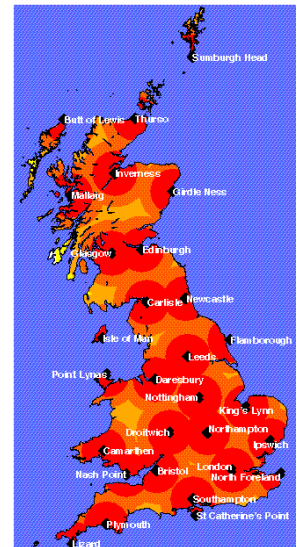 Sumburgh Head
Butt of Lewis
Thurso
Inverness
Girdle Ness
Mallaig
Glasgow
Edinburgh
Carlisle
Newcastle
Isle of Man
Flamborough
Leeds
Point Lynas
Daresbury
Nottingham
King's Lynn
Droitwich
Northampton
Ipswich
Camarthen
Nash Point
Bristol
London
North Foreland
Southampton
St Catherine's Point
Plymouth
Lizard